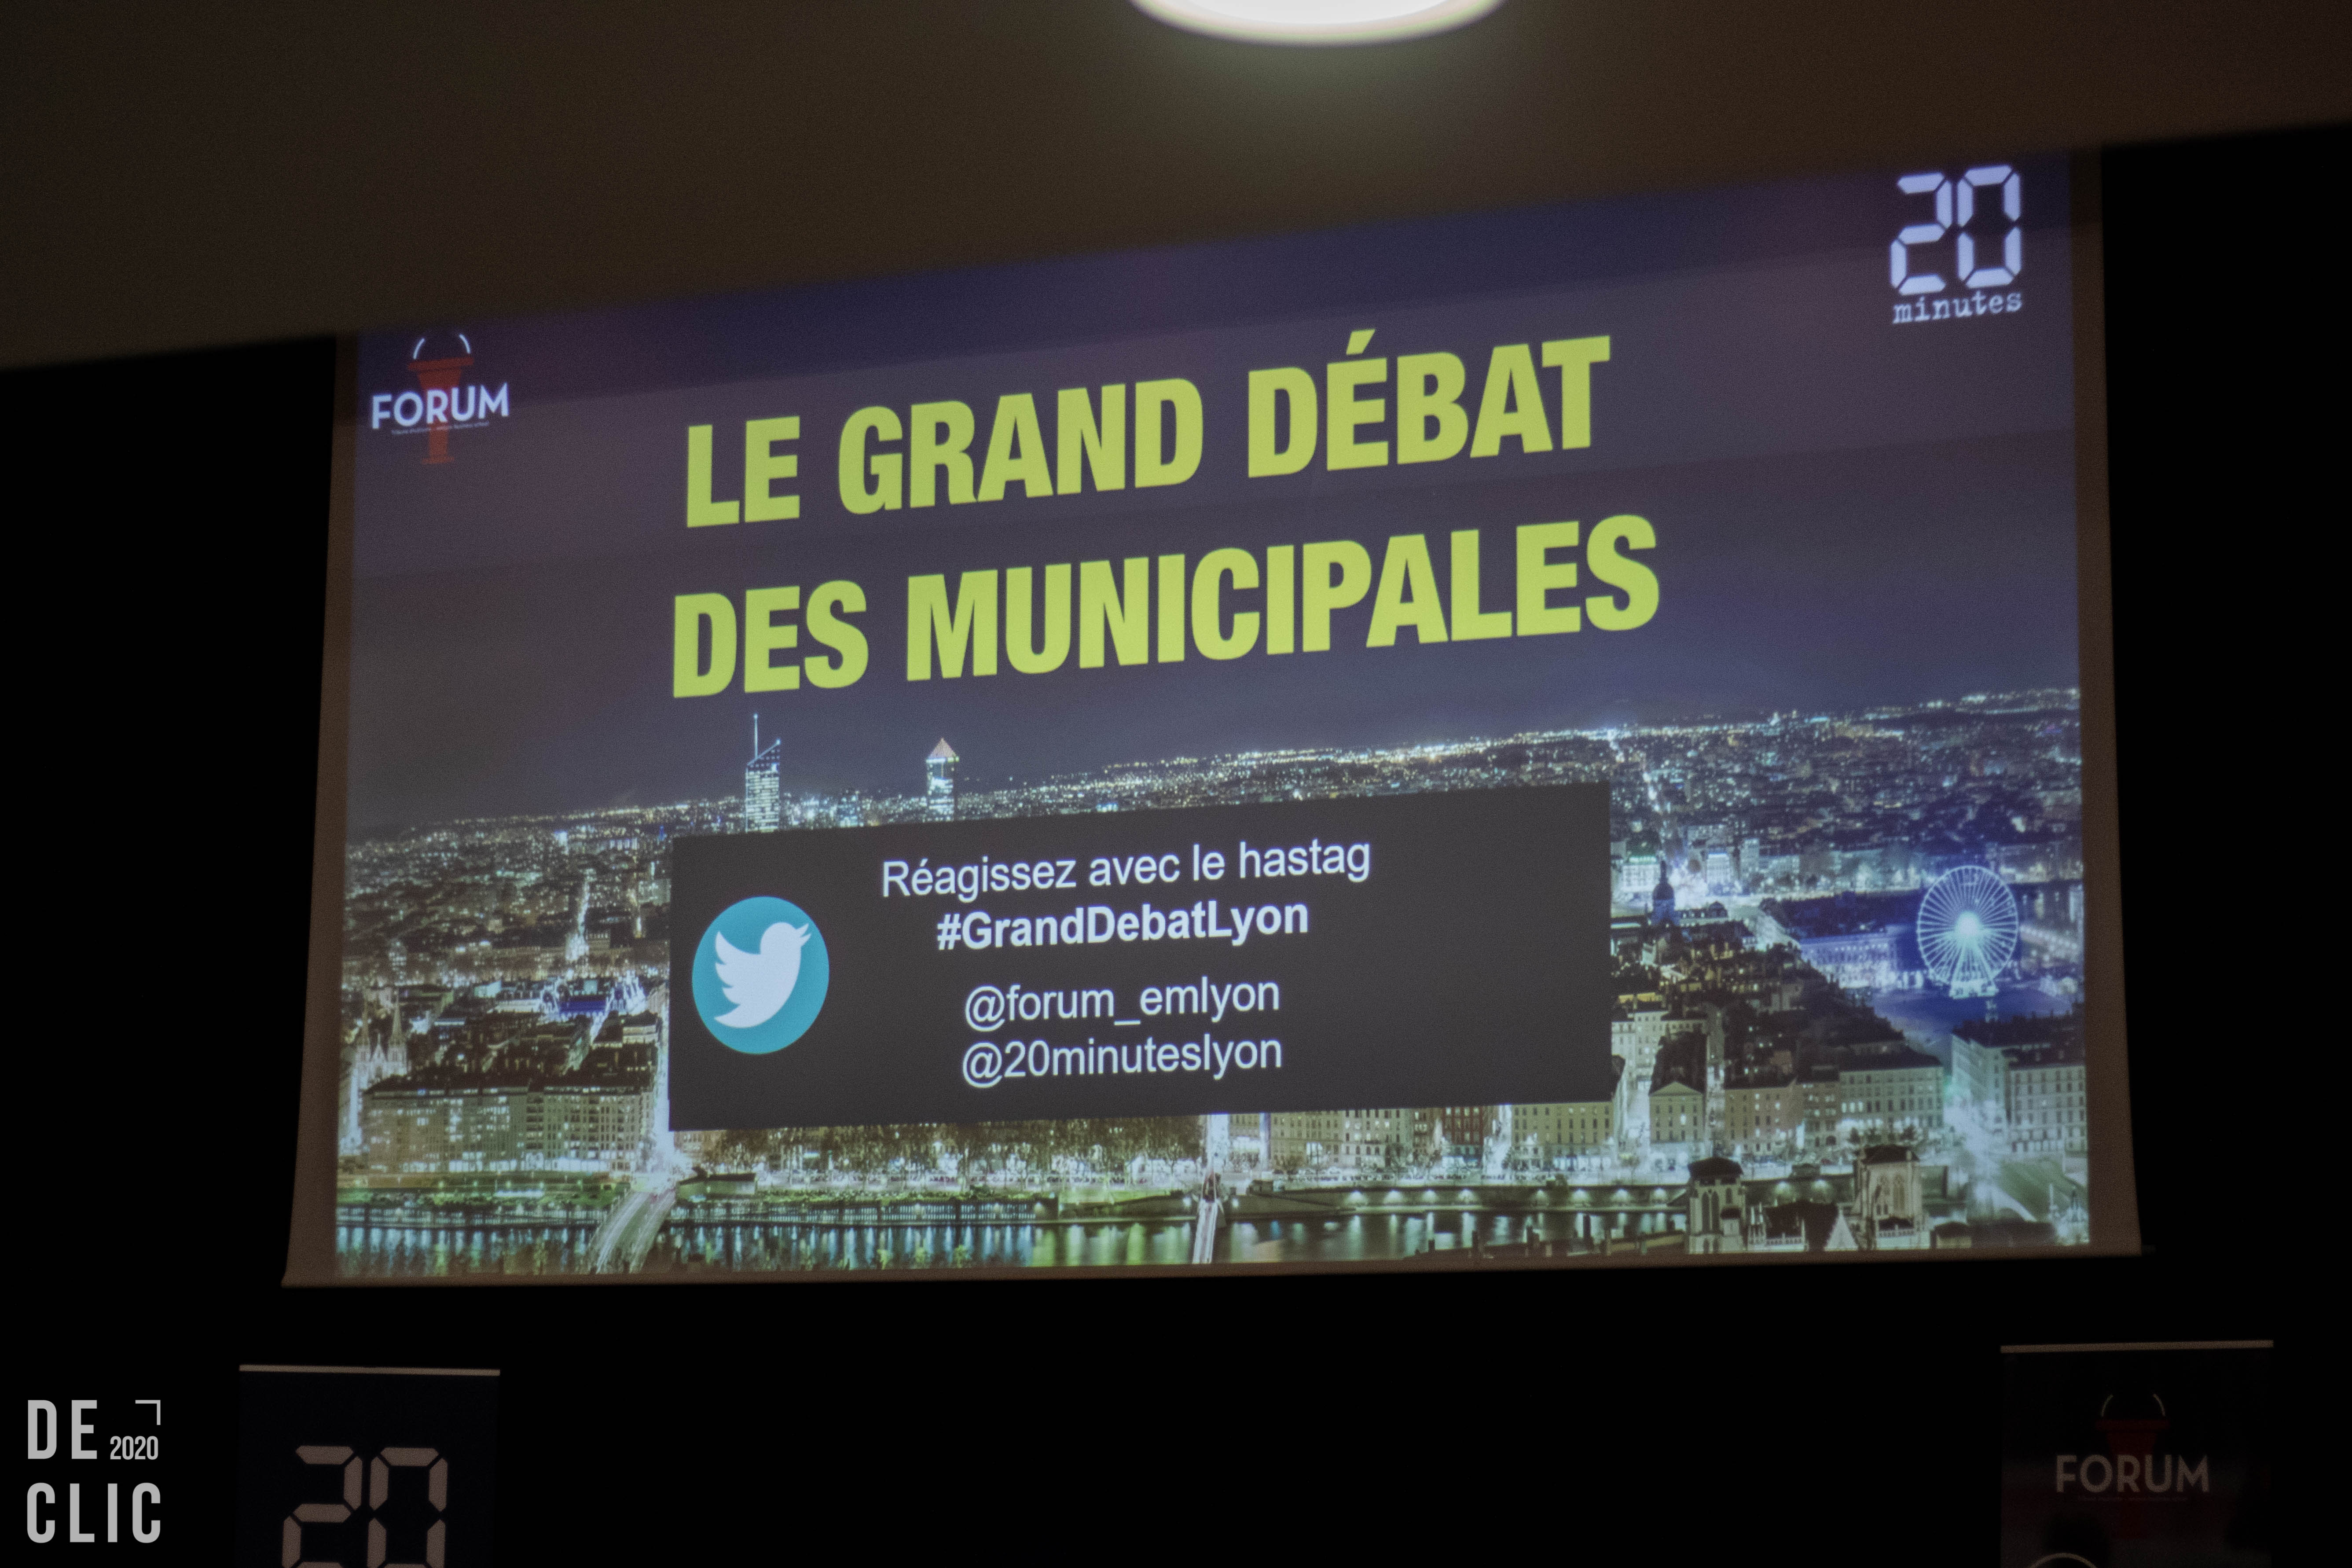 20
minutes
FORUM
LE GRAND DÉBAT
DES MUNICIPALES
Réagissez avec le hastag
#GrandDebatLyon
@forum_emlyon
@20minuteslyon
DE 2020
CLIC
20
FORUM